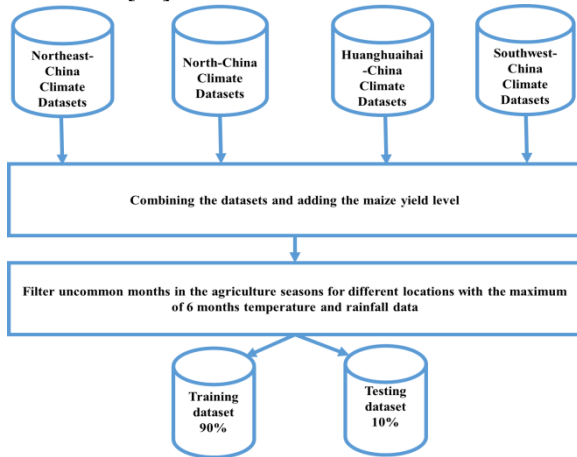 Northeast-
China
Climate
Datasets
North-China
Climate
Datasets
Huanghuaihai
-China
Climate
Datasets
Southwest-
China
Climate
Datasets
Combining the datasets and adding the maize yield level
Filter uncommon months in the agriculture seasons for different locations with the maximum
of 6 months temperature and rainfall data
Training
dataset
90%
Testing
dataset
10%